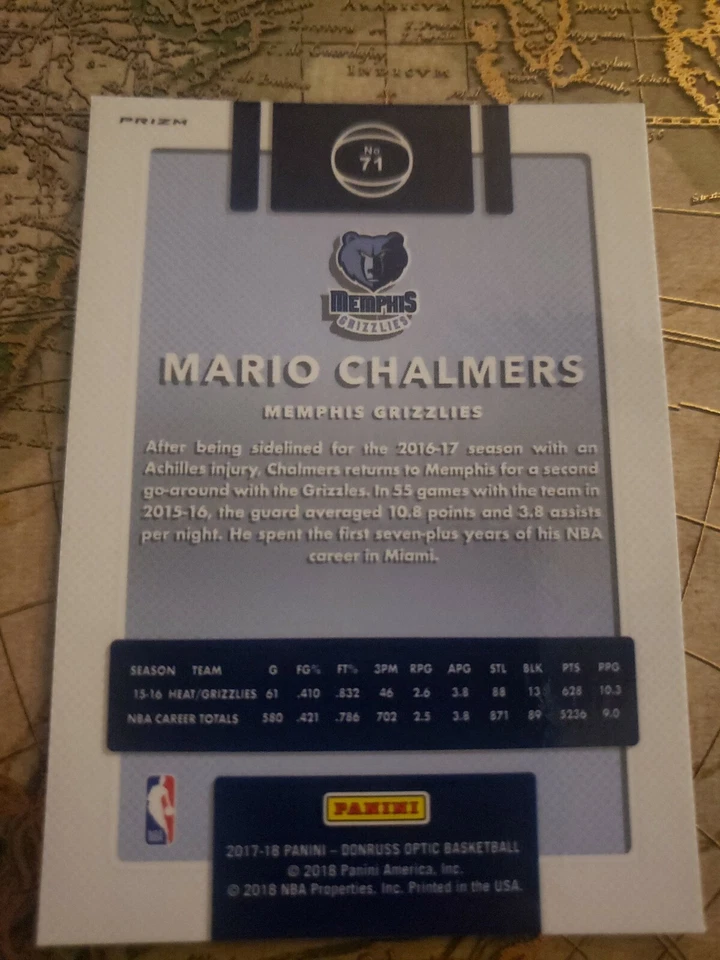 INDICVM
PRIZM
No
71
MEMPHIS
GRIZZLIES
MARIO CHALMERS
MEMPHIS GRIZZLIES
After being sidelined for the 2016-17 season with an
Achilles injury, Chalmers returns to Memphis for a second
go-around with the Grizzles. In 55 games with the team in
2015-16, the guard averaged 10.8 points and 3.8 assists
per night. He spent the first seven-plus years of his NBA
career in Miami.
SEASON TEAM G FG% FT% 3PM RPG APG STL BLK PTS PPG
15-16 HEAT/GRIZZLIES 61 .410 .832 46 2.6 3.8 88 13 628 10.3
NBA CAREER TOTALS 580 .421 .786 702 2.5 3.8 871 89 5236 9.0
PANINI
2017-18 PANINI – DONRUSS OPTIC BASKETBALL
© 2018 Panini America, Inc.
© 2018 NBA Properties, Inc. Printed in the USA.